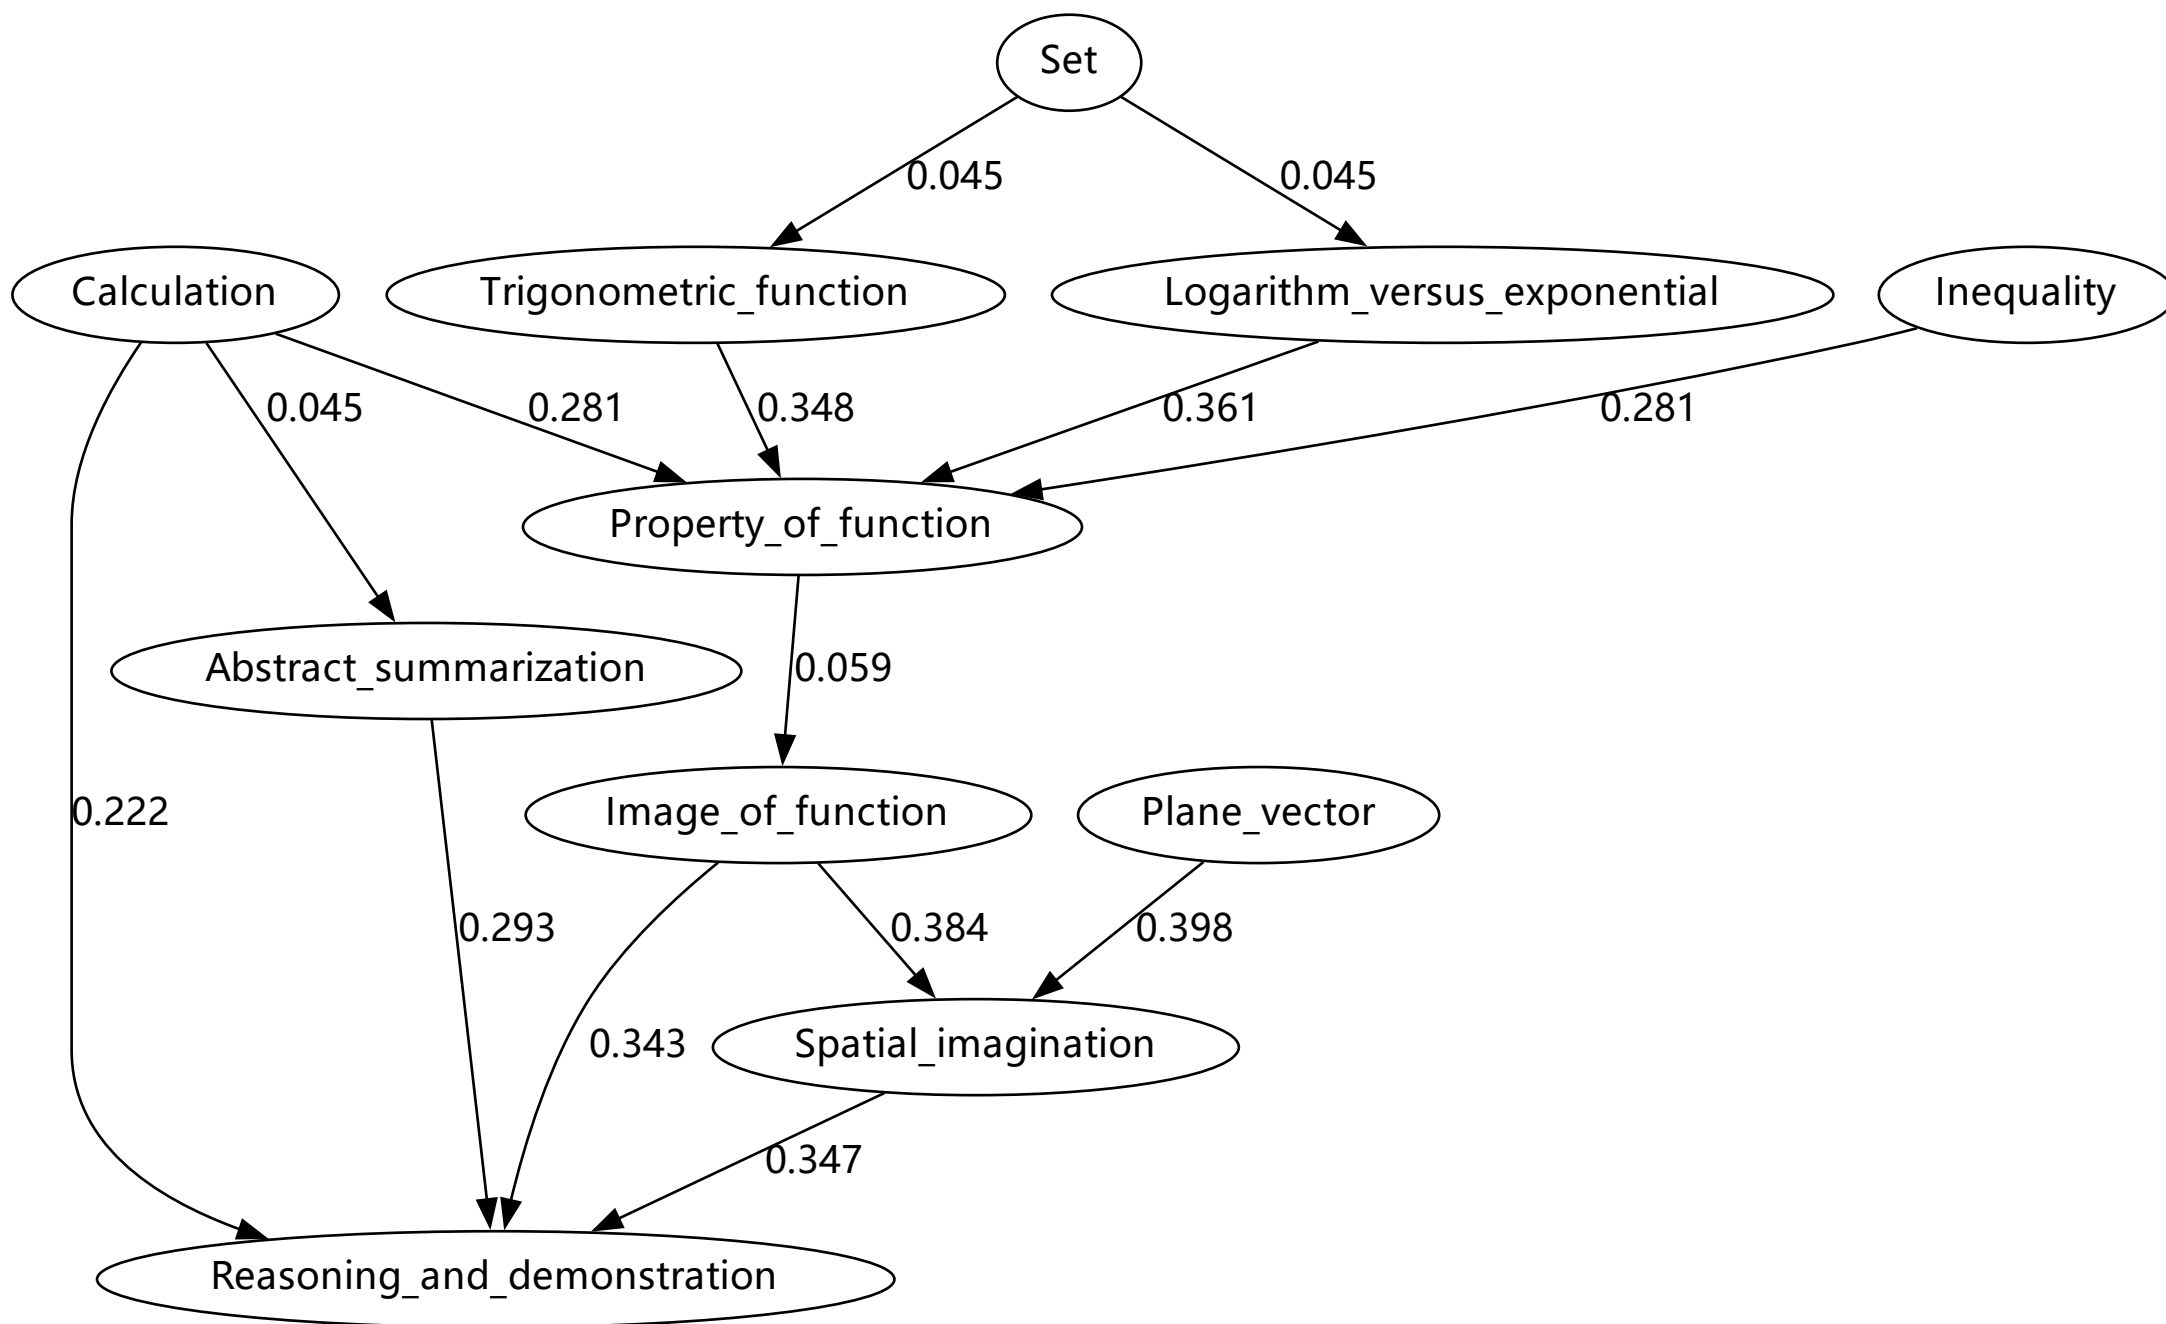 Set
0.045
0.045
Calculation
Trigonometric_function
Logarithm_versus_exponential
Inequality
0.045
0.281
0.348
0.361
0.281
Property_of_function
Abstract_summarization
0.059
0.222
Image_of_function
Plane_vector
0.293
0.384
0.398
0.343
Spatial_imagination
0.347
Reasoning_and_demonstration